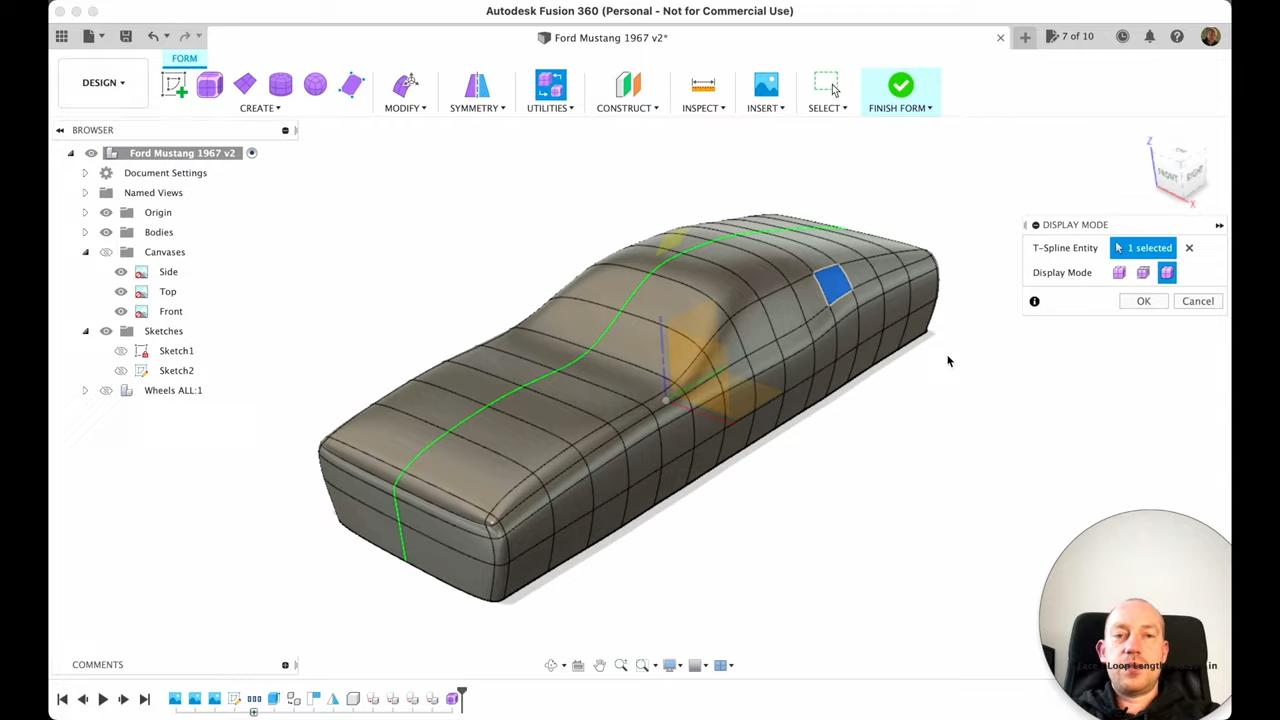 Autodesk Fusion 360 (Personal - Not for Commercial Use)
Ford Mustang 1967 v2*
7 of 10
FORM
DESIGN
CREATE
MODIFY
SYMMETRY
UTILITIES
CONSTRUCT
INSPECT
INSERT
SELECT
FINISH FORM
BROWSER
Ford Mustang 1967 v2
Document Settings
Named Views
Origin
Bodies
Canvases
Side
Top
Front
Sketches
Sketch1
Sketch2
Wheels ALL:1
Z
FRONT
RIGHT
X
DISPLAY MODE
T-Spline Entity
1 selected
Display Mode
OK
Cancel
COMMENTS